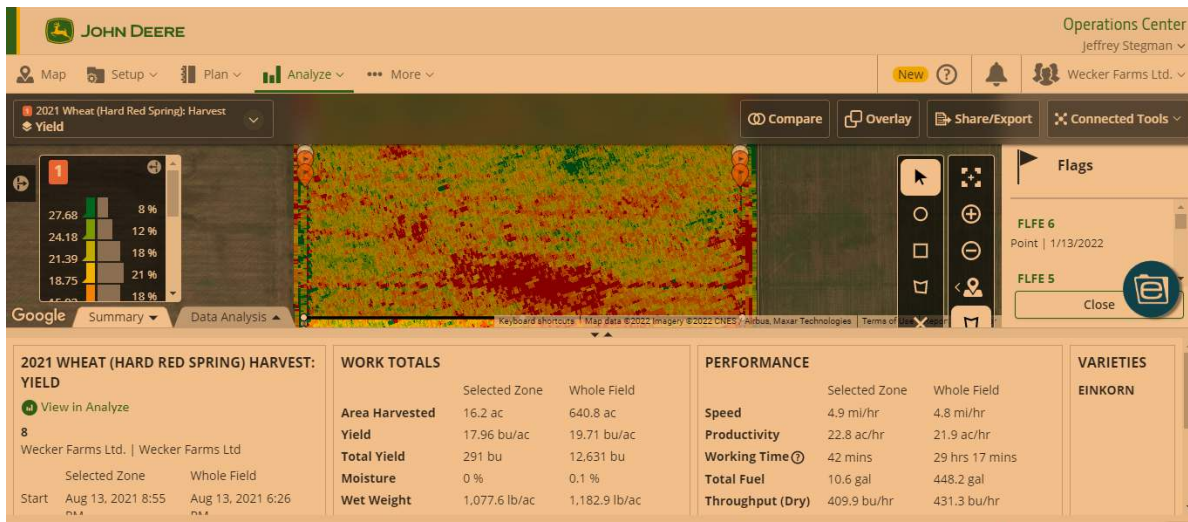 JOHN DEERE
Operations Center
Jeffrey Stegman
Map Setup Plan Analyze More
New ? Wecker Farms Ltd.
1 2021 Wheat (Hard Red Spring): Harvest
Yield
Compare Overlay Share/Export Connected Tools
1
27.68 8 %
24.18 12 %
21.39 18 %
18.75 21 %
18 %
Flags
FLFE 6
Point | 1/13/2022
FLFE 5
Close
Google Summary Data Analysis
Keyboard shortcuts Map data ©2022 Imagery ©2022 CNES / Airbus, Maxar Technologies Terms of
2021 WHEAT (HARD RED SPRING) HARVEST:
YIELD
View in Analyze
8
Wecker Farms Ltd. | Wecker Farms Ltd
Selected Zone Whole Field
Start Aug 13, 2021 8:55 Aug 13, 2021 6:26
PM PM
WORK TOTALS
Selected Zone Whole Field
Area Harvested 16.2 ac 640.8 ac
Yield 17.96 bu/ac 19.71 bu/ac
Total Yield 291 bu 12,631 bu
Moisture 0 % 0.1 %
Wet Weight 1,077.6 lb/ac 1,182.9 lb/ac
PERFORMANCE
Selected Zone Whole Field
Speed 4.9 mi/hr 4.8 mi/hr
Productivity 22.8 ac/hr 21.9 ac/hr
Working Time ? 42 mins 29 hrs 17 mins
Total Fuel 10.6 gal 448.2 gal
Throughput (Dry) 409.9 bu/hr 431.3 bu/hr
VARIETIES
EINKORN